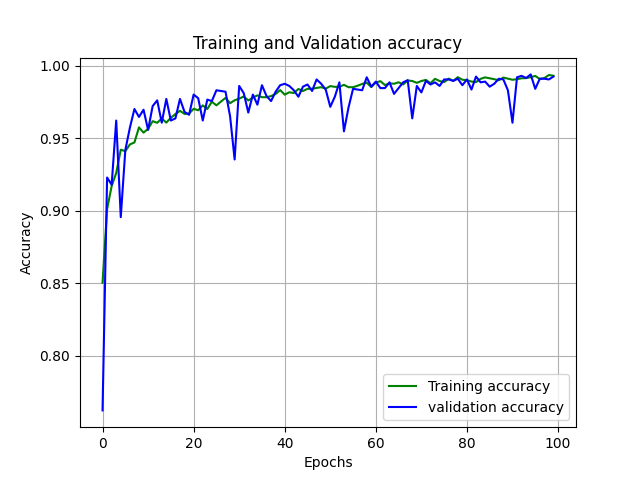 Training and Validation accuracy
1.00
0.95
0.90
0.85
0.80
Accuracy
0 20 40 60 80 100
Epochs
Training accuracy
validation accuracy